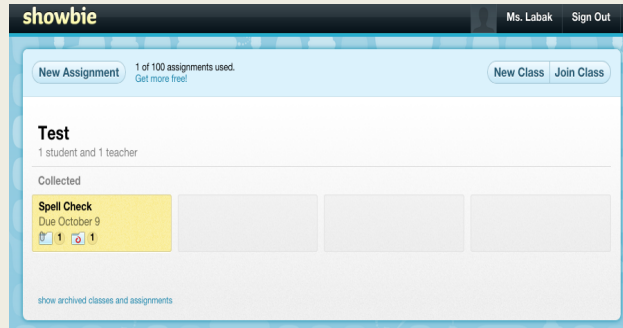 showbie
Ms. Labak Sign Out
New Assignment
1 of 100 assignments used.
Get more free!
New Class Join Class
Test
1 student and 1 teacher
Collected
Spell Check
Due October 9
1 1
show archived classes and assignments